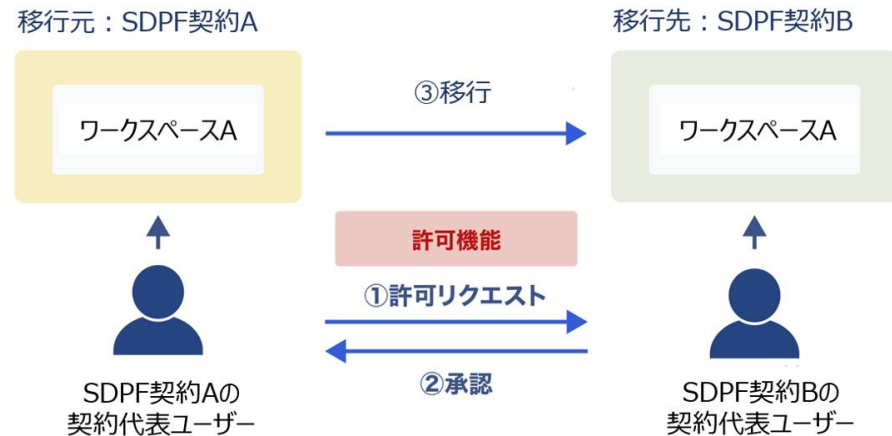 移行元：SDPF契約A
移行先：SDPF契約B
③移行
ワークスペースA
ワークスペースA
許可機能
①許可リクエスト
②承認
SDPF契約Aの
契約代表ユーザー
SDPF契約Bの
契約代表ユーザー